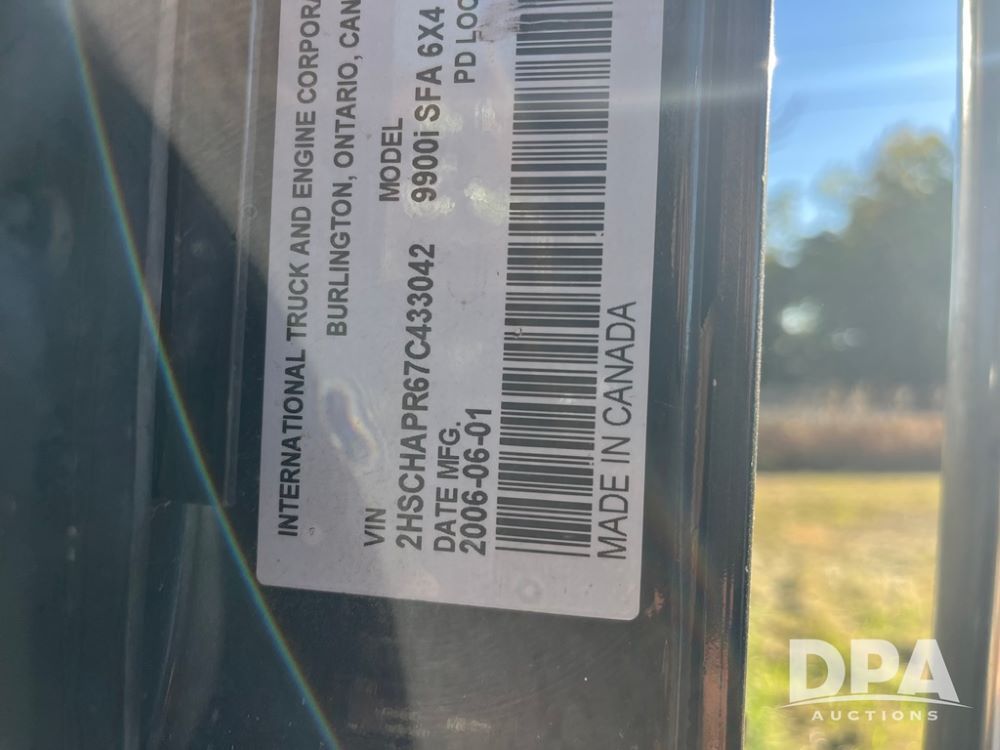 INTERNATIONAL TRUCK AND ENGINE CORPORA
BURLINGTON, ONTARIO, CAN
VIN MODEL
2HSCHAPR67C433042 9900i SFA 6X4
DATE MFG. PD LOC
2006-06-01
MADE IN CANADA
DPA
AUCTIONS